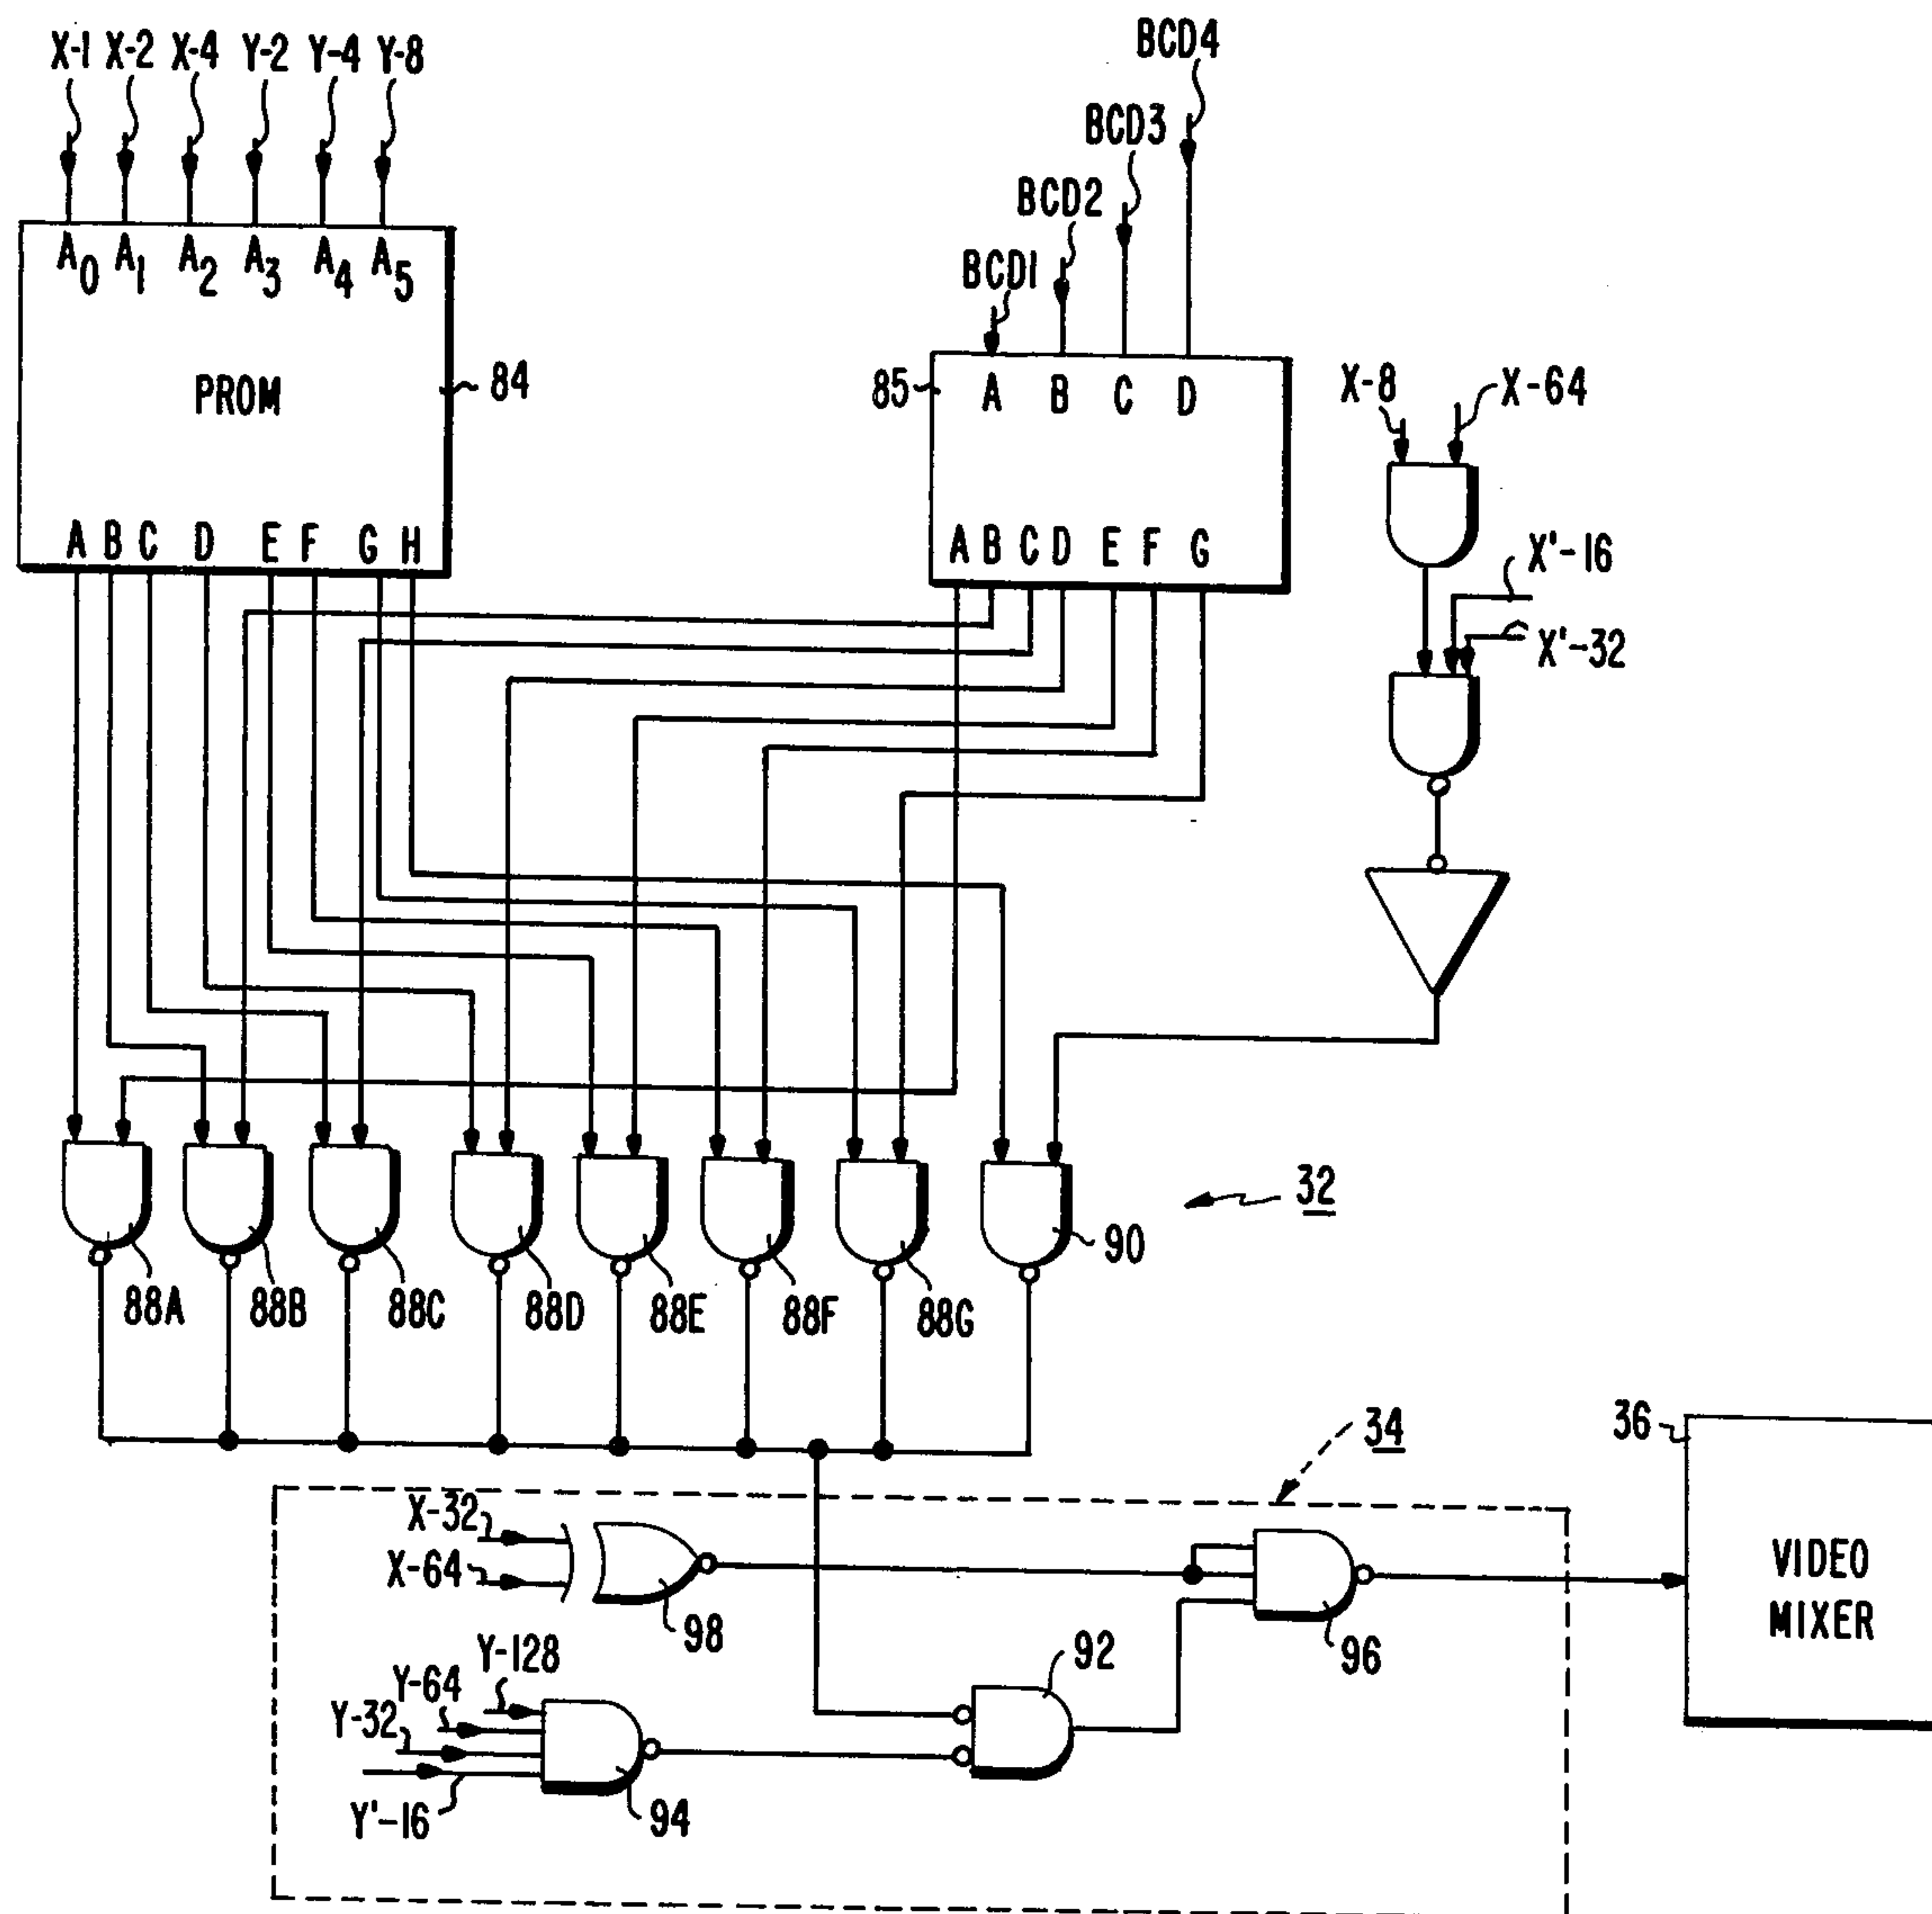 X-1 X-2 X-4 Y-2 Y-4 Y-8
BCD4
BCD3
BCD2
BCD1
A0 A1 A2 A3 A4 A5
PROM
84
A B C D E F G H
85
A B C D
A B C D E F G
X-8
X-64
X'-16
X'-32
32
90
88A 88B 88C 88D 88E 88F 88G
34
36
X-32
X-64
98
VIDEO
MIXER
96
92
Y-128
Y-64
Y-32
Y'-16
94